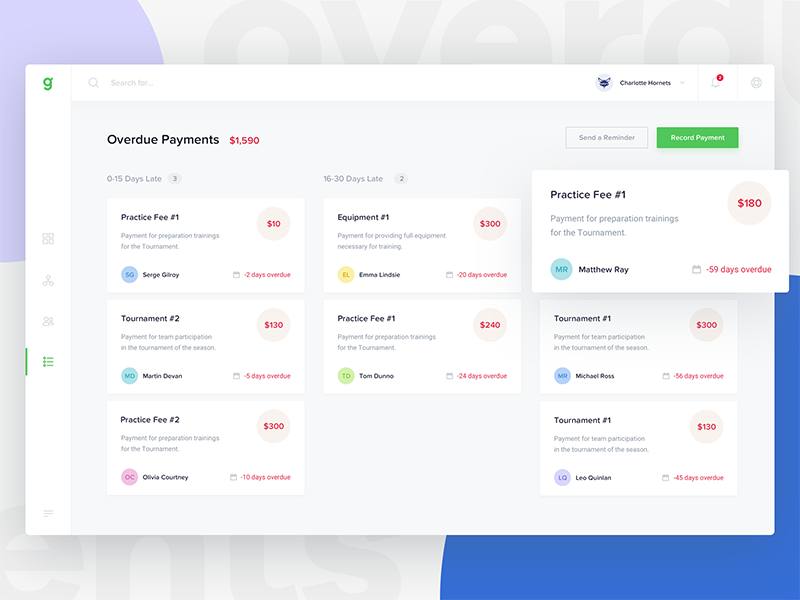 overdu
g
Search for...
Charlotte Hornets
2
Overdue Payments $1,590
Send a Reminder
Record Payment
0-15 Days Late 3
Practice Fee #1
$10
Payment for preparation trainings
for the Tournament.
SG Serge Gilroy
-2 days overdue
Tournament #2
$130
Payment for team participation
in the tournament of the season.
MD Martin Devan
-5 days overdue
Practice Fee #2
$300
Payment for preparation trainings
for the Tournament.
OC Olivia Courtney
-10 days overdue
16-30 Days Late 2
Equipment #1
$300
Payment for providing full equipment
necessary for training.
EL Emma Lindsie
-20 days overdue
Practice Fee #1
$240
Payment for preparation trainings
for the Tournament.
TD Tom Dunno
-24 days overdue
Practice Fee #1
$180
Payment for preparation trainings
for the Tournament.
MR Matthew Ray
-59 days overdue
Tournament #1
$300
Payment for team participation
in the tournament of the season.
MR Michael Ross
-56 days overdue
Tournament #1
$130
Payment for team participation
in the tournament of the season.
LQ Leo Quinlan
-45 days overdue
ents